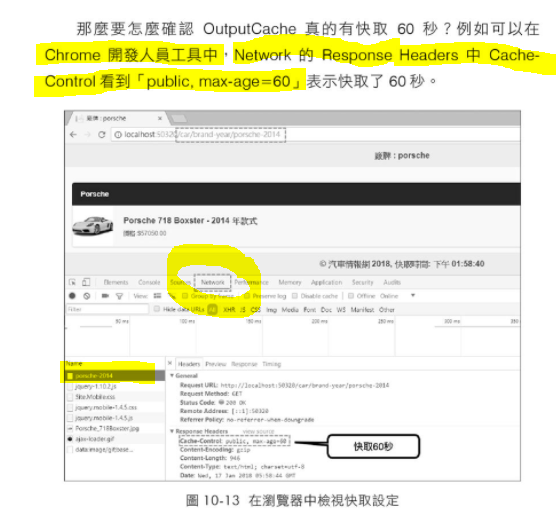 那麼要怎麼確認 OutputCache 真的有快取 60 秒？例如可以在
Chrome 開發人員工具中，Network 的 Response Headers 中 Cache-
Control 看到「public, max-age=60」表示快取了 60 秒。
廠牌 : porsche
localhost:50320/car/brand-year/porsche-2014
廠牌 : porsche
Porsche
Porsche 718 Boxster - 2014 年款式
© 汽車情報網 2018, 快取時間: 下午 01:58:40
Elements Console Sources Network Performance Memory Application Security Audits
View: Group by frame Preserve log Disable cache Offline Online
Filter Hide data URLs All XHR JS CSS Img Media Font Doc WS Manifest Other
50 ms 100 ms 150 ms 200 ms 250 ms 300 ms 350
Name Headers Preview Response Timing
porsche-2014
jquery-1.10.2.js
Site.Mobile.css
jquery.mobile-1.4.5.css
jquery.mobile-1.4.5.js
Porsche_718Boxster.jpg
ajax-loader.gif
data:image/gif;base...
General
Request URL: http://localhost:50320/car/brand-year/porsche-2014
Request Method: GET
Status Code: 200 OK
Remote Address: [::1]:50320
Referrer Policy: no-referrer-when-downgrade
Response Headers view source
Cache-Control: public, max-age=60
Content-Encoding: gzip
Content-Length: 946
Content-Type: text/html; charset=utf-8
Date: Wed, 17 Jan 2018 05:58:44 GMT
快取60秒
圖 10-13 在瀏覽器中檢視快取設定